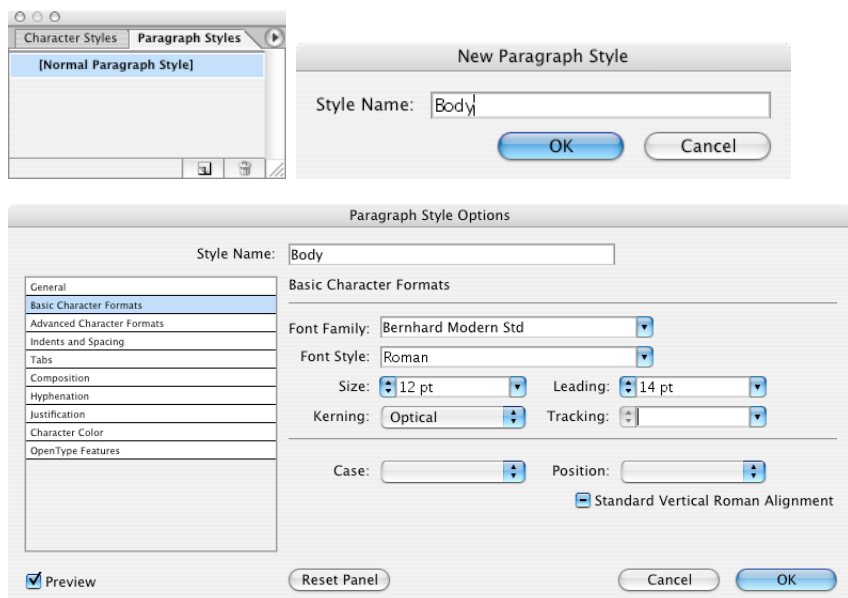 Character Styles Paragraph Styles
[Normal Paragraph Style]
New Paragraph Style
Style Name: Body
OK Cancel
Paragraph Style Options
Style Name: Body
General
Basic Character Formats
Advanced Character Formats
Indents and Spacing
Tabs
Composition
Hyphenation
Justification
Character Color
OpenType Features
Basic Character Formats
Font Family: Bernhard Modern Std
Font Style: Roman
Size: 12 pt Leading: 14 pt
Kerning: Optical Tracking:
Case: Position:
Standard Vertical Roman Alignment
Preview Reset Panel Cancel OK